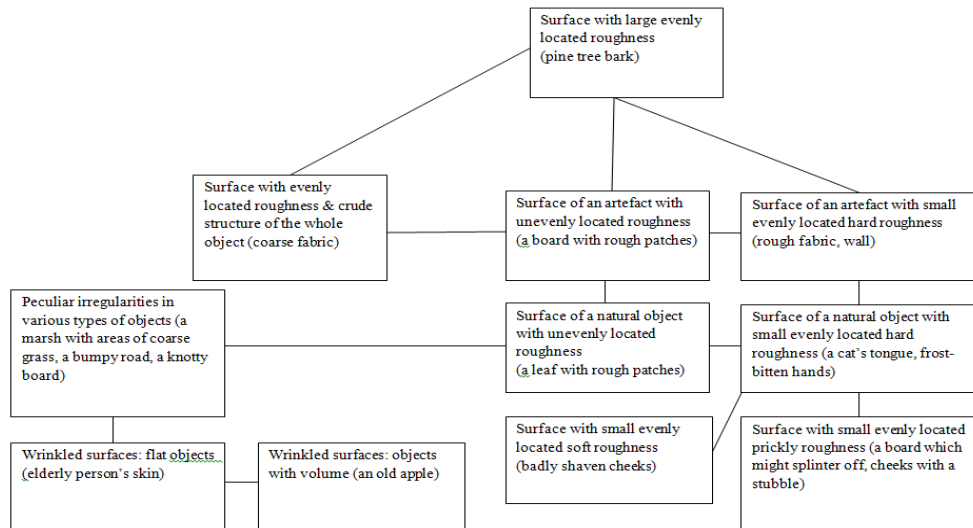 Surface with large evenly
located roughness
(pine tree bark)
Surface with evenly
located roughness & crude
structure of the whole
object (coarse fabric)
Surface of an artefact with
unevenly located roughness
(a board with rough patches)
Surface of an artefact with small
evenly located hard roughness
(rough fabric, wall)
Peculiar irregularities in
various types of objects (a
marsh with areas of coarse
grass, a bumpy road, a knotty
board)
Surface of a natural object
with unevenly located
roughness
(a leaf with rough patches)
Surface of a natural object with
small evenly located hard
roughness (a cat's tongue, frost-
bitten hands)
Wrinkled surfaces: flat objects
(elderly person's skin)
Wrinkled surfaces: objects
with volume (an old apple)
Surface with small evenly
located soft roughness
(badly shaven cheeks)
Surface with small evenly located
prickly roughness (a board which
might splinter off, cheeks with a
stubble)